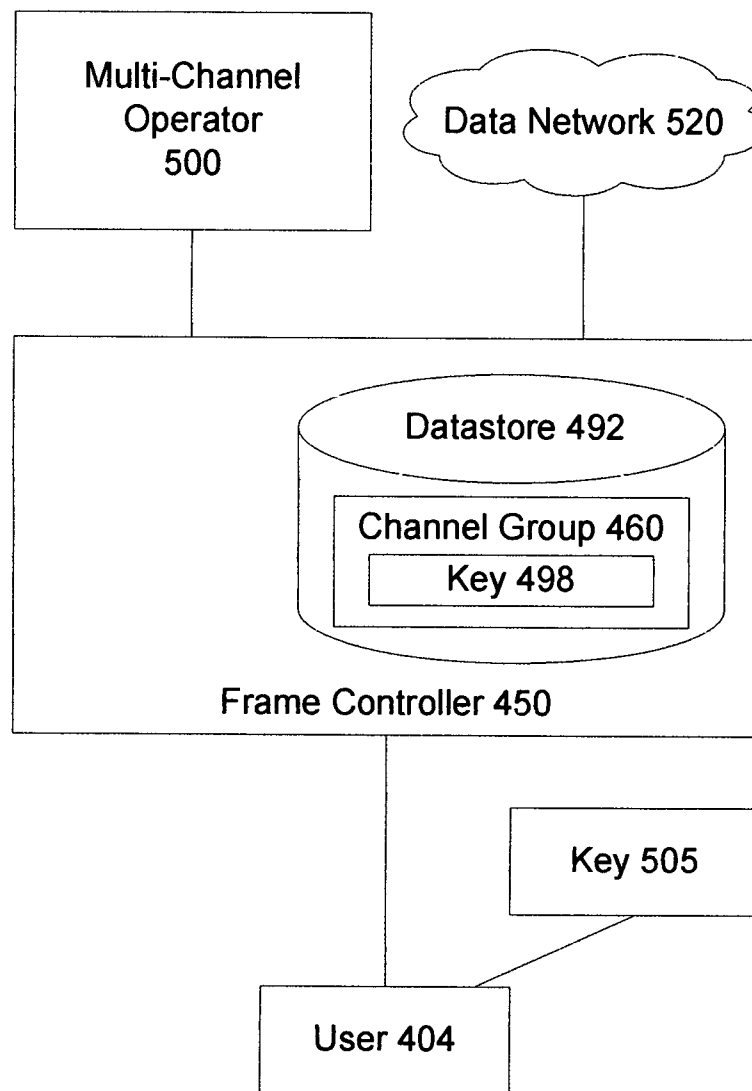 Multi-Channel
Operator
500
Data Network 520
Datastore 492
Channel Group 460
Key 498
Frame Controller 450
Key 505
User 404